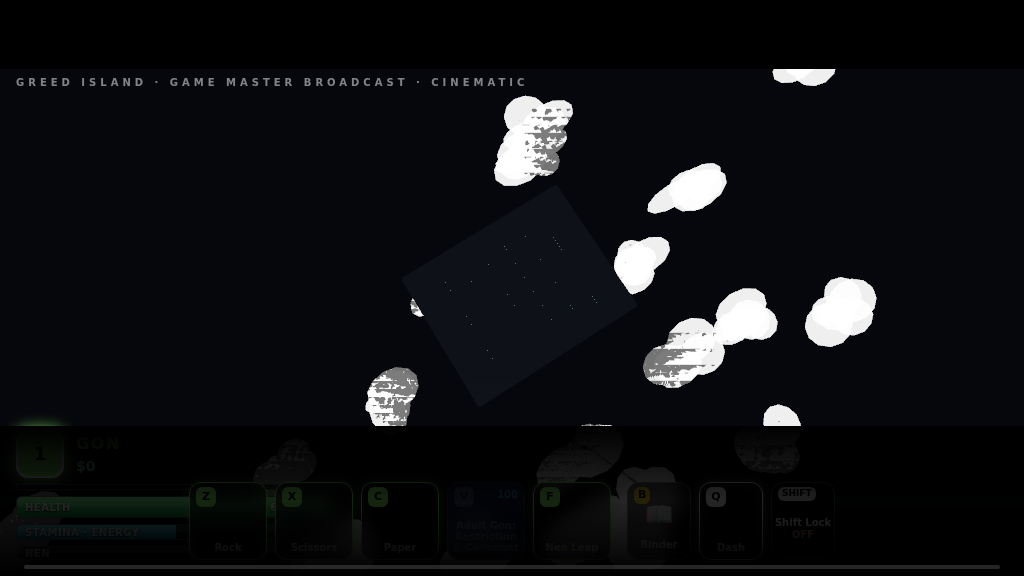 GREED ISLAND · GAME MASTER BROADCAST · CINEMATIC
1
GON
$0
HEALTH
STAMINA · ENERGY
NEN
Z
Rock
X
Scissors
C
Paper
V
100
Adult Gon:
F
Nen Leap
B
Binder
Q
Dash
SHIFT
Shift Lock
OFF